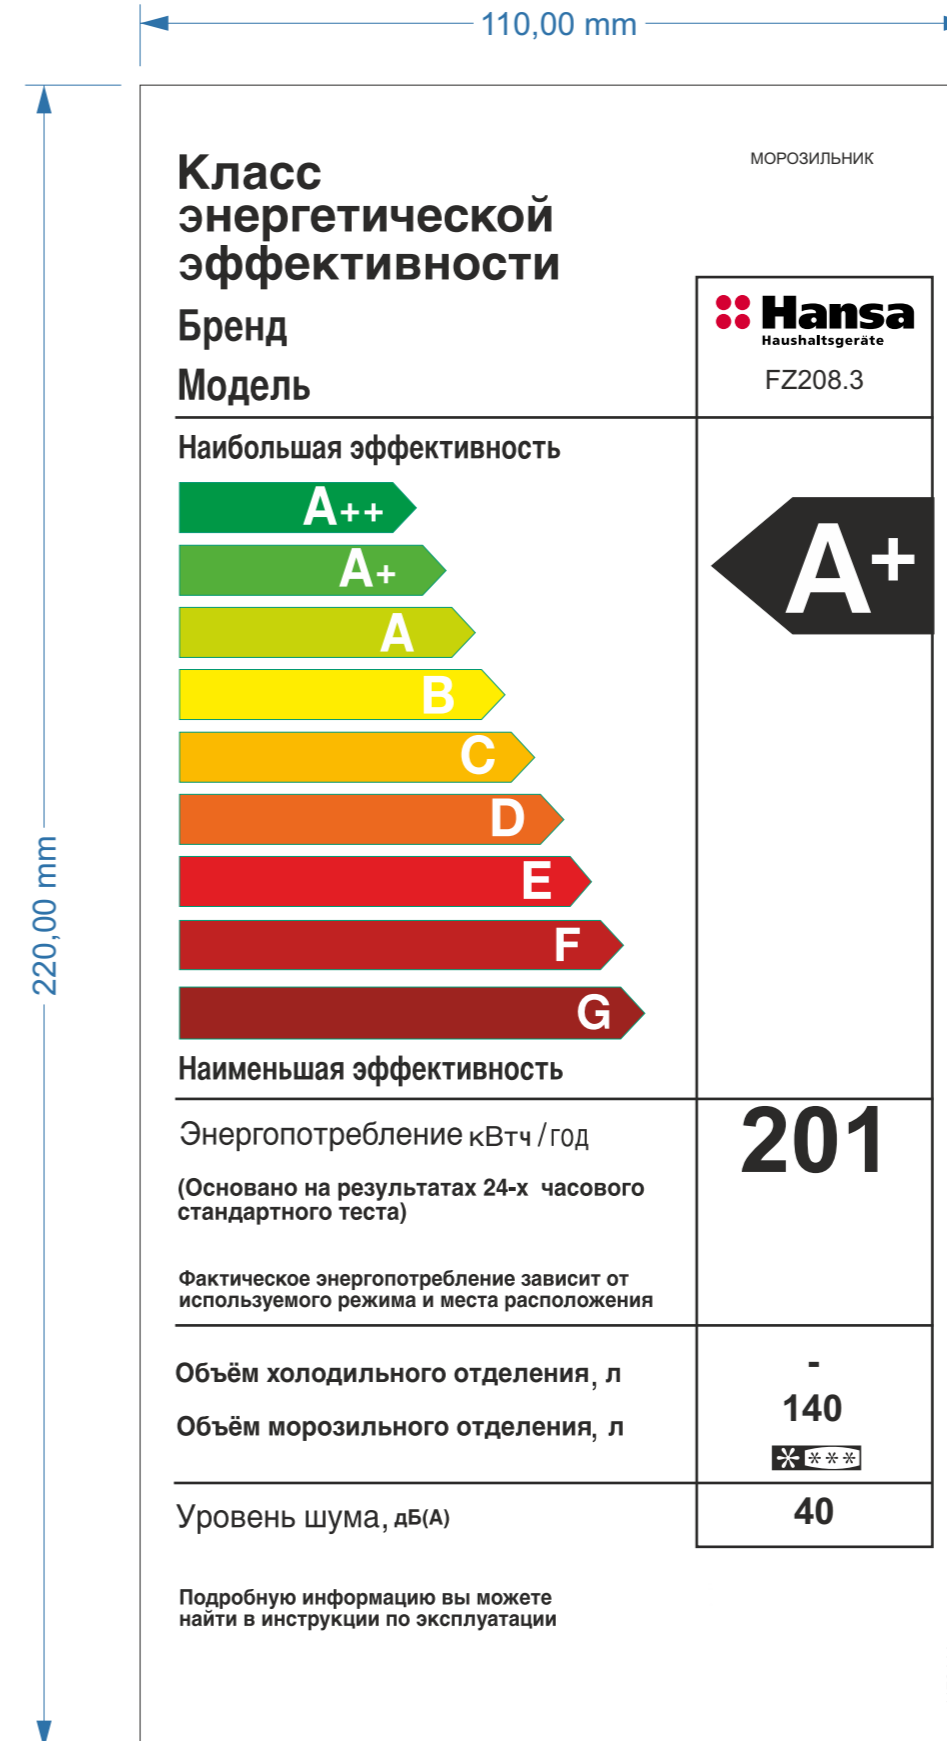 110,00 mm
220,00 mm
МОРОЗИЛЬНИК
Класс
энергетической
эффективности
Бренд
Hansa
Haushaltsgeräte
Модель
FZ208.3
Наибольшая эффективность
A++
A+
A+
A
B
C
D
E
F
G
Наименьшая эффективность
Энергопотребление кВтч/год
201
(Основано на результатах 24-х часового
стандартного теста)
Фактическое энергопотребление зависит от
используемого режима и места расположения
Объём холодильного отделения, л
-
Объём морозильного отделения, л
140
* ***
Уровень шума, дБ(А)
40
Подробную информацию вы можете
найти в инструкции по эксплуатации